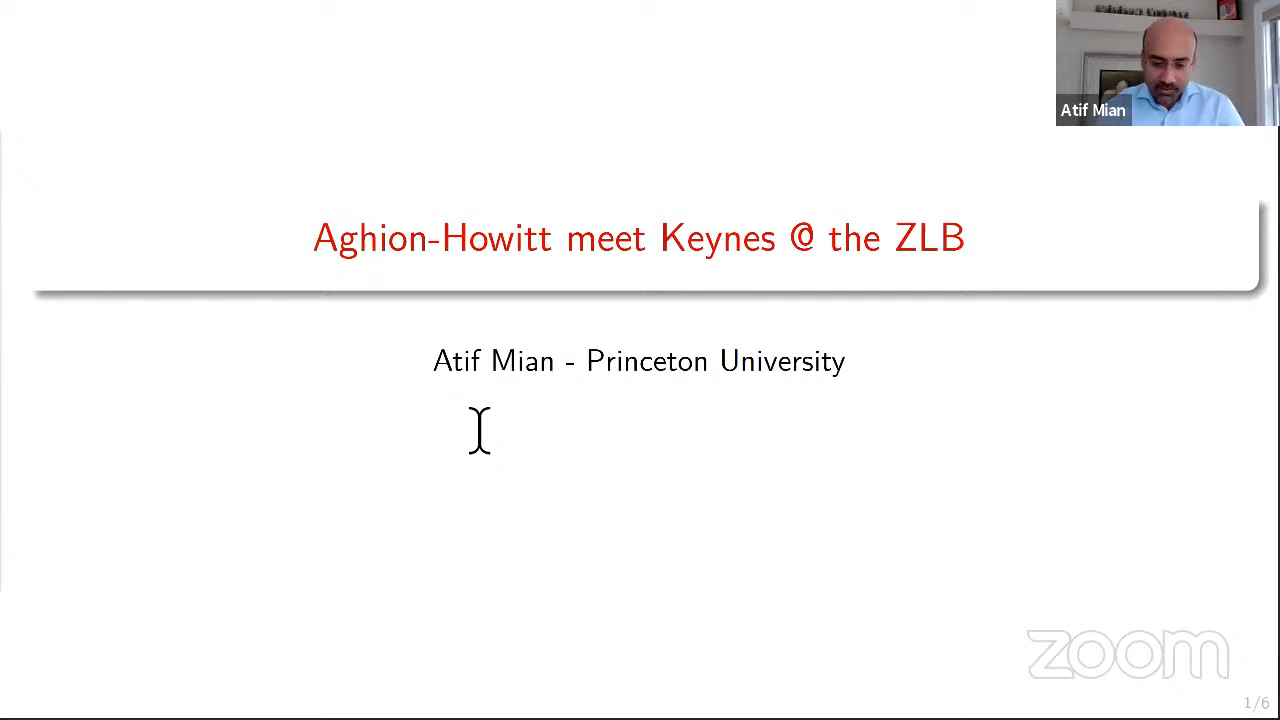 Atif Mian
Aghion-Howitt meet Keynes @ the ZLB
Atif Mian - Princeton University
zoom
1/6